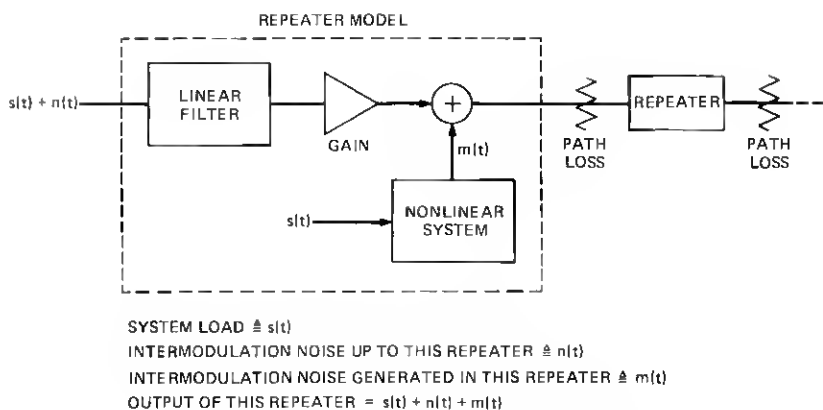 REPEATER MODEL
s(t) + n(t)
LINEAR
FILTER
GAIN
+
m(t)
s(t)
NONLINEAR
SYSTEM
PATH
LOSS
REPEATER
PATH
LOSS
SYSTEM LOAD ≜ s(t)
INTERMODULATION NOISE UP TO THIS REPEATER ≜ n(t)
INTERMODULATION NOISE GENERATED IN THIS REPEATER ≜ m(t)
OUTPUT OF THIS REPEATER = s(t) + n(t) + m(t)